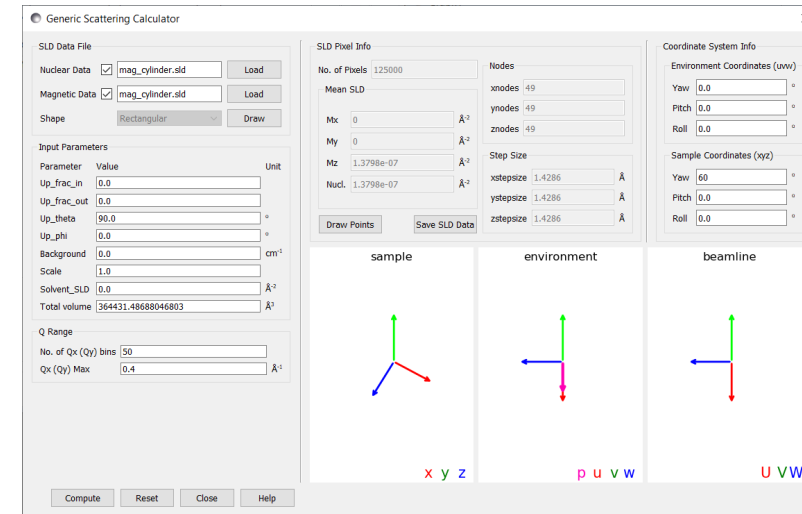 Generic Scattering Calculator
SLD Data File
Nuclear Data mag_cylinder.sld Load
Magnetic Data mag_cylinder.sld Load
Shape Rectangular Draw
Input Parameters
Parameter Value Unit
Up_frac_in 0.0
Up_frac_out 0.0
Up_theta 90.0 °
Up_phi 0.0 °
Background 0.0 cm⁻¹
Scale 1.0
Solvent_SLD 0.0 Å⁻²
Total volume 364431.48688046803 Å³
Q Range
No. of Qx (Qy) bins 50
Qx (Qy) Max 0.4 Å⁻¹
SLD Pixel Info
No. of Pixels 125000
Mean SLD
Mx 0 Å⁻²
My 0 Å⁻²
Mz 1.3798e-07 Å⁻²
Nucl. 1.3798e-07 Å⁻²
Draw Points Save SLD Data
Nodes
xnodes 49
ynodes 49
znodes 49
Step Size
xstepsize 1.4286 Å
ystepsize 1.4286 Å
zstepsize 1.4286 Å
Coordinate System Info
Environment Coordinates (uvw)
Yaw 0.0 °
Pitch 0.0 °
Roll 0.0 °
Sample Coordinates (xyz)
Yaw 60 °
Pitch 0.0 °
Roll 0.0 °
sample environment beamline
x y z p u v w U V W
Compute Reset Close Help